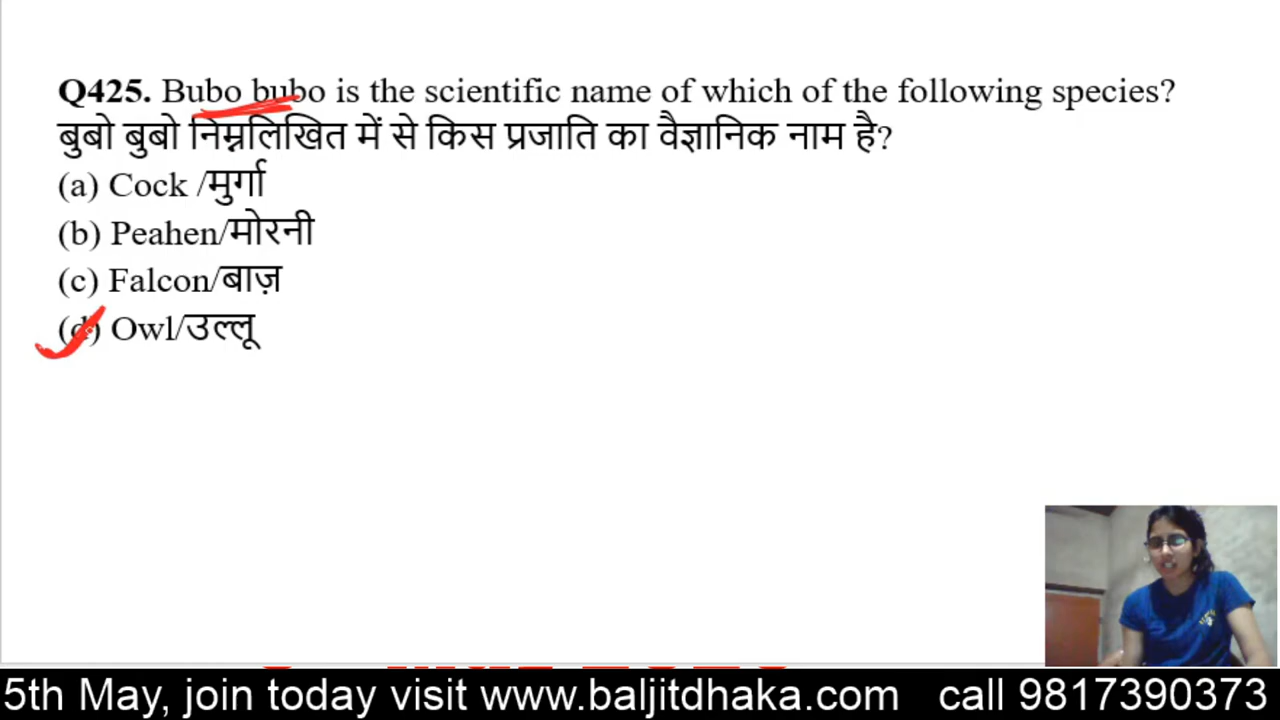 Q425. Bubo bubo is the scientific name of which of the following species?
बुबो बुबो निम्नलिखित में से किस प्रजाति का वैज्ञानिक नाम है?
(a) Cock /मुर्गा
(b) Peahen/मोरनी
(c) Falcon/बाज़
(d) Owl/उल्लू
5th May, join today visit www.baljitdhaka.com call 9817390373